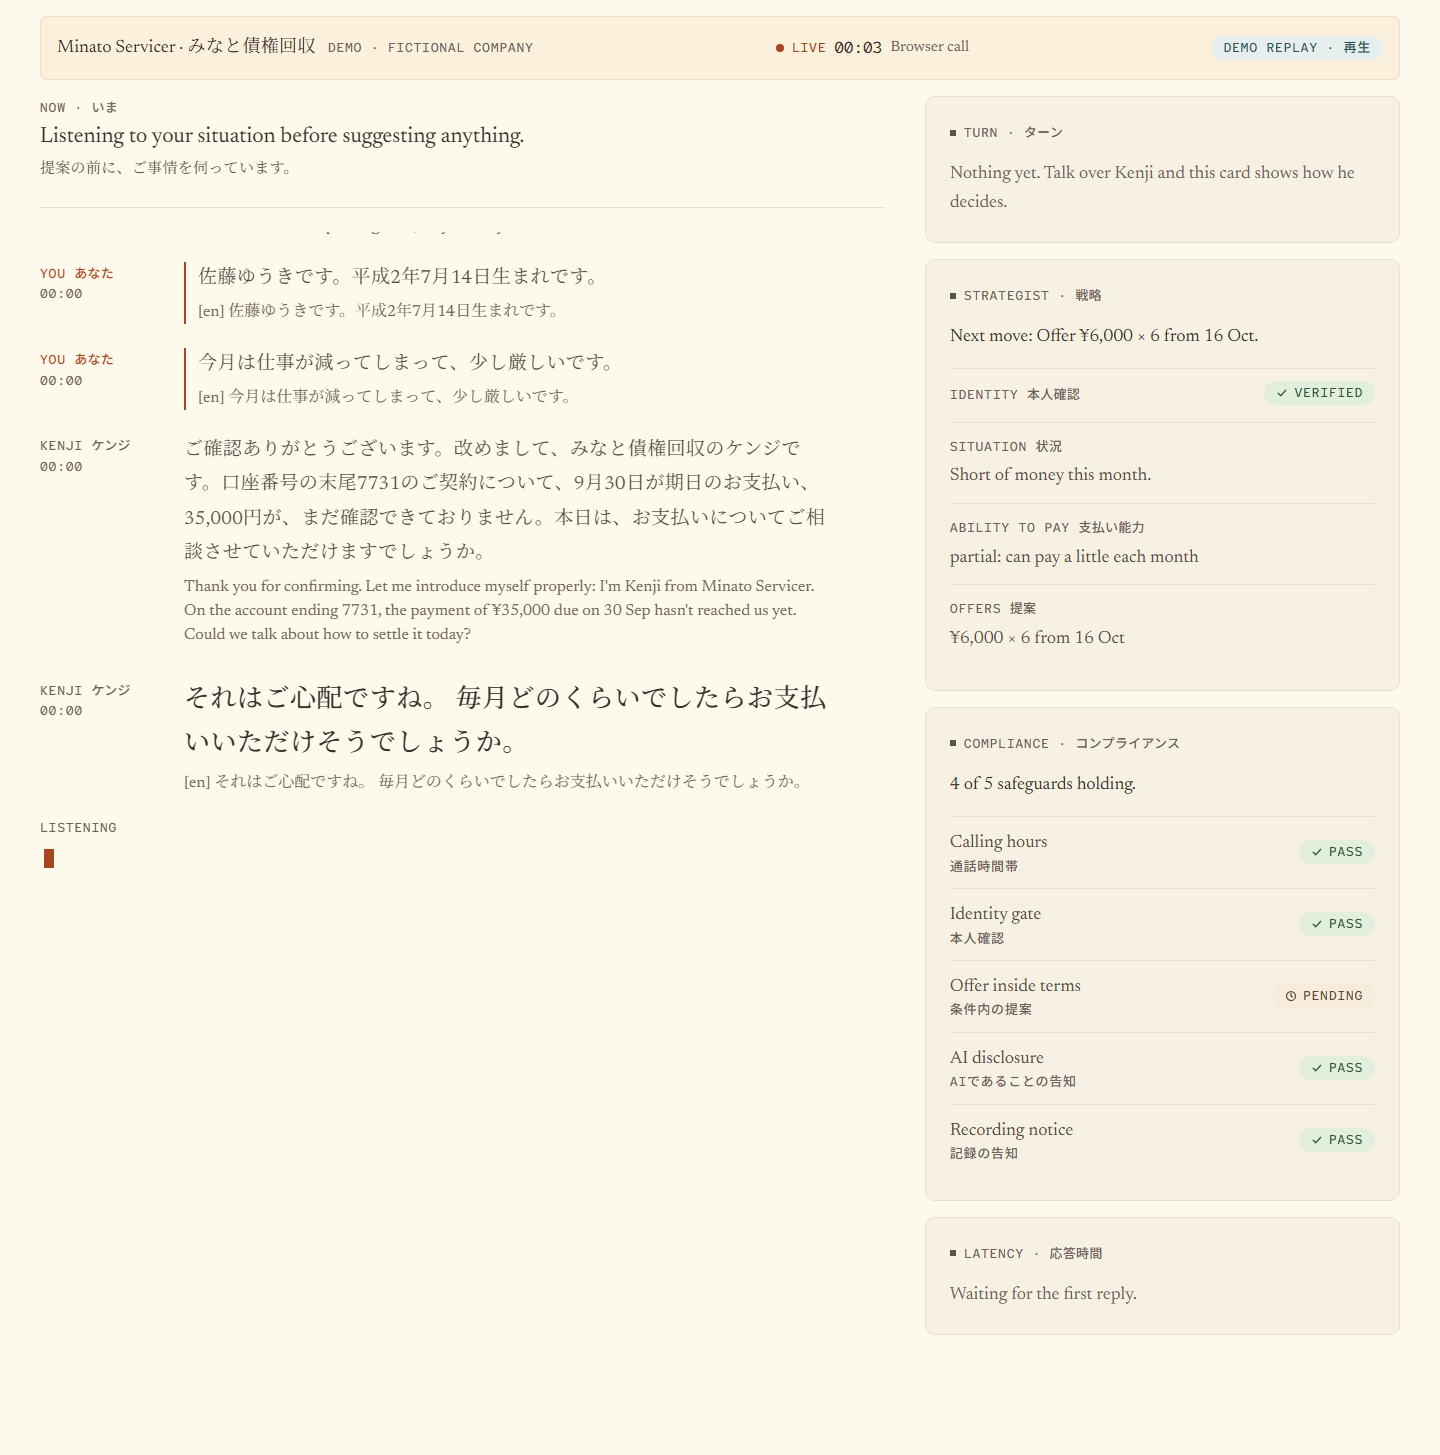 Minato Servicer · みなと債権回収 DEMO · FICTIONAL COMPANY
LIVE 00:03 Browser call
DEMO REPLAY · 再生
NOW · いま
Listening to your situation before suggesting anything.
提案の前に、ご事情を伺っています。
YOU あなた
00:00
佐藤ゆうきです。平成2年7月14日生まれです。
[en] 佐藤ゆうきです。平成2年7月14日生まれです。
YOU あなた
00:00
今月は仕事が減ってしまって、少し厳しいです。
[en] 今月は仕事が減ってしまって、少し厳しいです。
KENJI ケンジ
00:00
ご確認ありがとうございます。改めまして、みなと債権回収のケンジで
す。口座番号の末尾7731のご契約について、9月30日が期日のお支払い、
35,000円が、まだ確認できておりません。本日は、お支払いについてご相
談させていただけますでしょうか。
Thank you for confirming. Let me introduce myself properly: I'm Kenji from Minato Servicer.
On the account ending 7731, the payment of ¥35,000 due on 30 Sep hasn't reached us yet.
Could we talk about how to settle it today?
KENJI ケンジ
00:00
それはご心配ですね。 毎月どのくらいでしたらお支払
いいただけそうでしょうか。
[en] それはご心配ですね。 毎月どのくらいでしたらお支払いいただけそうでしょうか。
LISTENING
TURN · ターン
Nothing yet. Talk over Kenji and this card shows how he
decides.
STRATEGIST · 戦略
Next move: Offer ¥6,000 × 6 from 16 Oct.
IDENTITY 本人確認
VERIFIED
SITUATION 状況
Short of money this month.
ABILITY TO PAY 支払い能力
partial: can pay a little each month
OFFERS 提案
¥6,000 × 6 from 16 Oct
COMPLIANCE · コンプライアンス
4 of 5 safeguards holding.
Calling hours
通話時間帯
PASS
Identity gate
本人確認
PASS
Offer inside terms
条件内の提案
PENDING
AI disclosure
AIであることの告知
PASS
Recording notice
記録の告知
PASS
LATENCY · 応答時間
Waiting for the first reply.